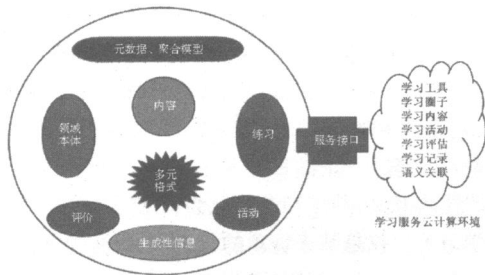 元数据、聚合模型
内容
领域
本体
练习
多元
格式
评价
活动
生成性信息
服务接口
学习工具
学习圈子
学习内容
学习活动
学习评估
学习记录
语义关联
学习服务云计算环境